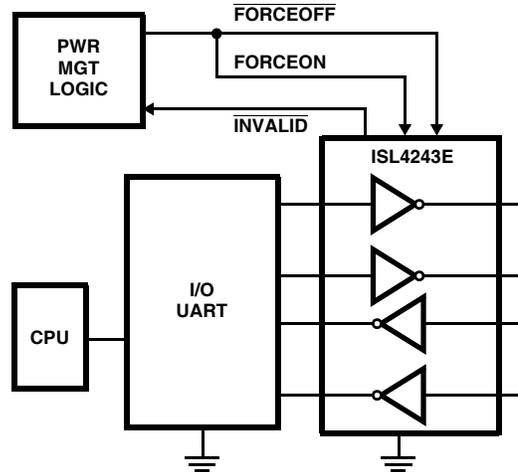 FORCEOFF
PWR
MGT
LOGIC
FORCEON
INVALID
ISL4243E
I/O
UART
CPU